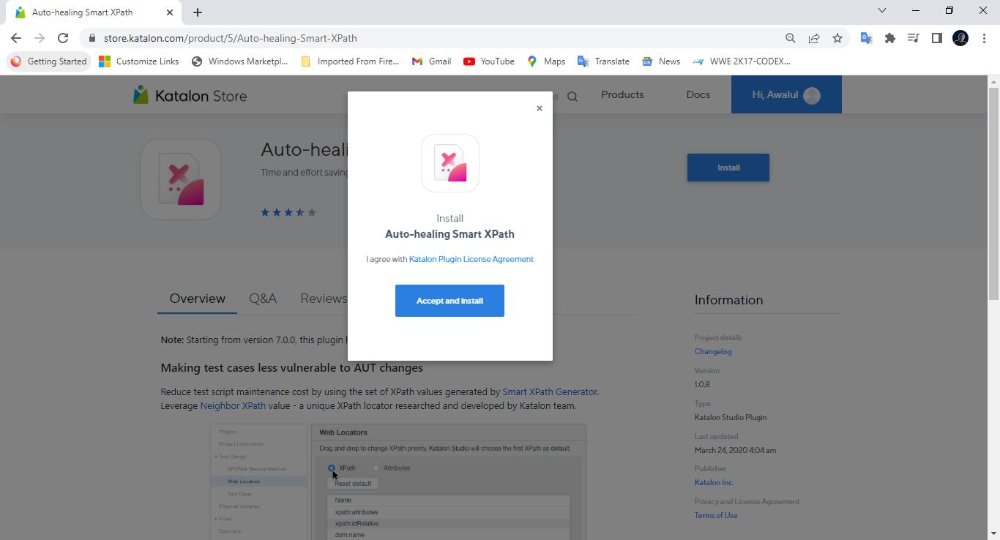 Auto-healing Smart XPath
store.katalon.com/product/5/Auto-healing-Smart-XPath
Getting Started Customize Links Windows Marketpl... Imported From Fire... Gmail YouTube Maps Translate News WWE 2K17-CODEX...
Katalon Store
Products Docs Hi, Awalul
Auto-heali
Time and effort saving
Install
×
Install
Auto-healing Smart XPath
I agree with Katalon Plugin License Agreement
Accept and install
Overview Q&A Reviews
Note: Starting from version 7.0.0, this plugin
Making test cases less vulnerable to AUT changes
Reduce test script maintenance cost by using the set of XPath values generated by Smart XPath Generator.
Leverage Neighbor XPath value - a unique XPath locator researched and developed by Katalon team.
Plugins
Project Information
Test Design
API/Web Service Method
Web Locators
Test Case
External Libraries
Email
Execution
Web Locators
Drag and drop to change XPath priority. Katalon Studio will choose the first XPath as default.
XPath Attributes
Reset default
Name
xpath:attributes
xpath:idRelative
dom:name
Information
Project details
Changelog
Version
1.0.8
Type
Katalon Studio Plugin
Last updated
March 24, 2020 4:04 am
Publisher
Katalon Inc.
Privacy and License Agreement
Terms of Use